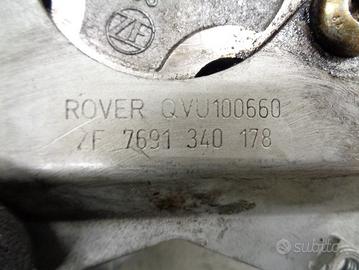 ZF
ROVER QVU100660
ZF 7691 340 178
subito